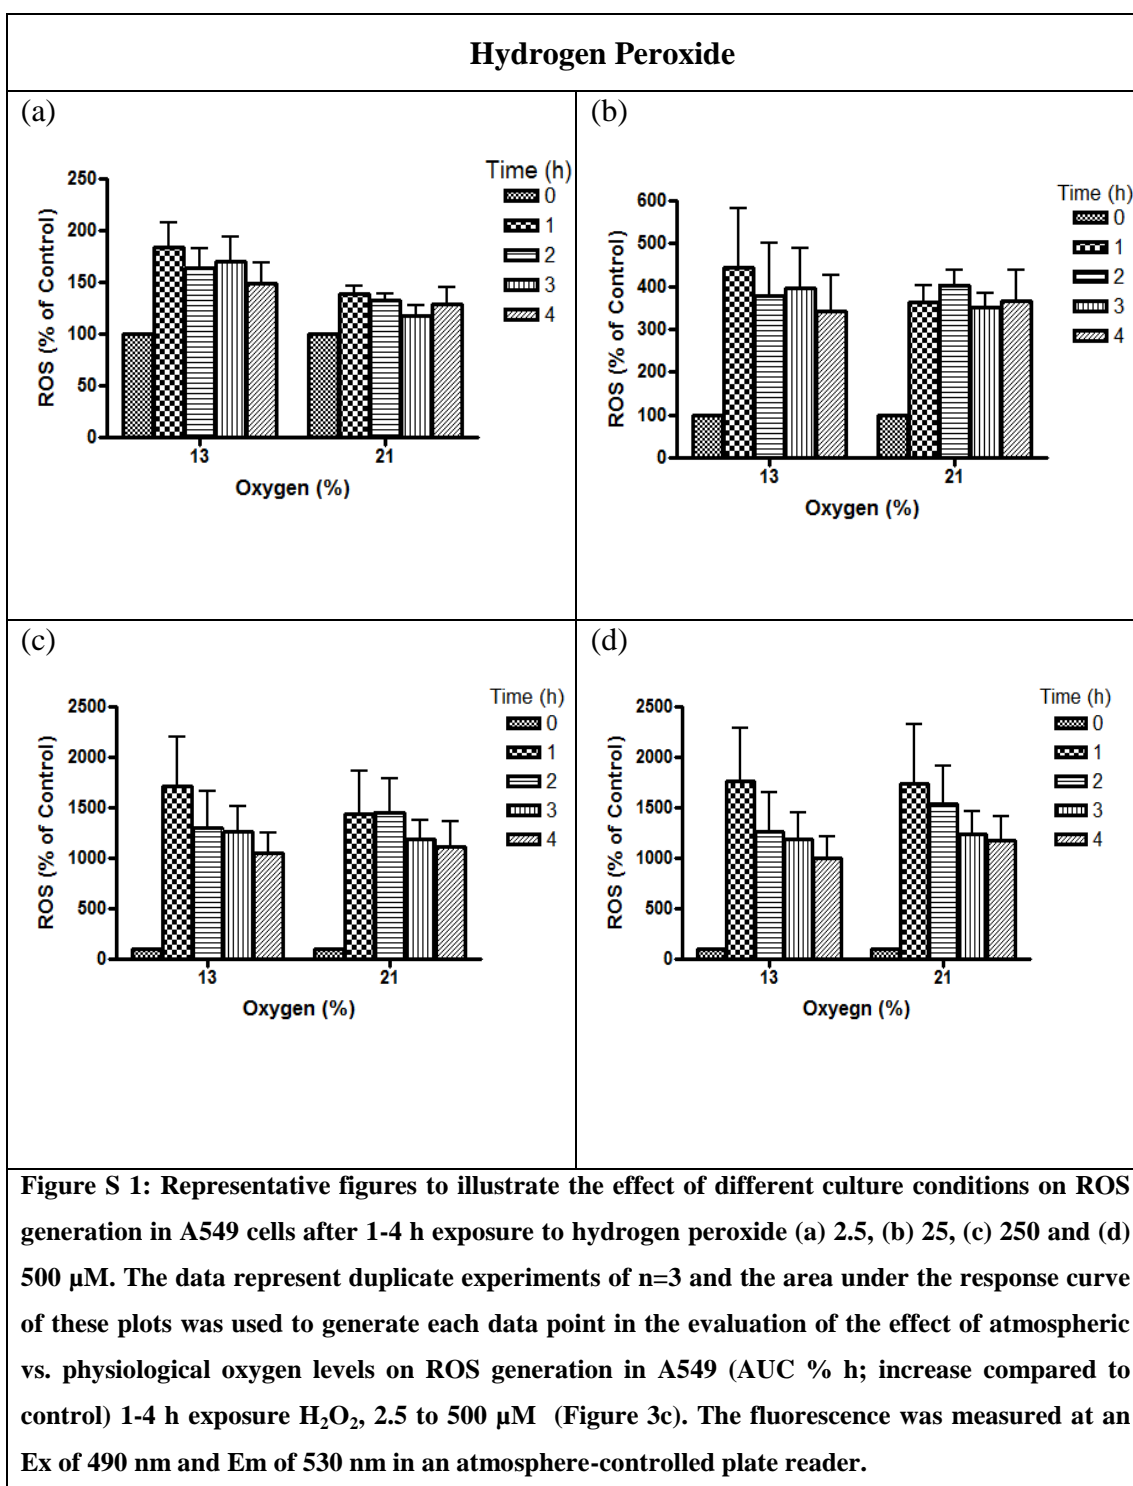 Hydrogen Peroxide
(a)
Time (h)
0
1
2
3
4
ROS (% of Control)
250
200
150
100
50
0
13
21
Oxygen (%)
(b)
Time (h)
0
1
2
3
4
ROS (% of Control)
600
500
400
300
200
100
0
13
21
Oxygen (%)
(c)
Time (h)
0
1
2
3
4
ROS (% of Control)
2500
2000
1500
1000
500
0
13
21
Oxygen (%)
(d)
Time (h)
0
1
2
3
4
ROS (% of Control)
2500
2000
1500
1000
500
0
13
21
Oxyegn (%)
Figure S 1: Representative figures to illustrate the effect of different culture conditions on ROS
generation in A549 cells after 1-4 h exposure to hydrogen peroxide (a) 2.5, (b) 25, (c) 250 and (d)
500 µM. The data represent duplicate experiments of n=3 and the area under the response curve
of these plots was used to generate each data point in the evaluation of the effect of atmospheric
vs. physiological oxygen levels on ROS generation in A549 (AUC % h; increase compared to
control) 1-4 h exposure H₂O₂, 2.5 to 500 µM (Figure 3c). The fluorescence was measured at an
Ex of 490 nm and Em of 530 nm in an atmosphere-controlled plate reader.